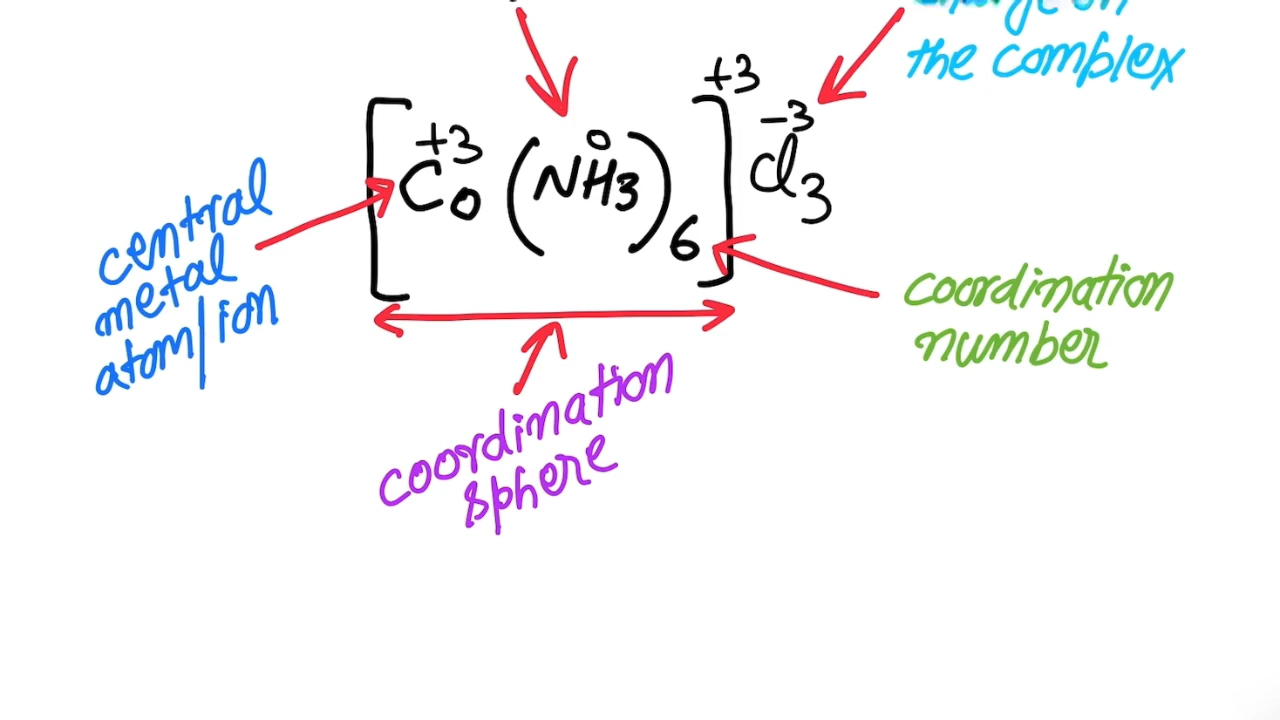 the complex
[Co(NH3)6]Cl3
+3
+3
0
-3
central
metal
atom/ion
coordination
number
coordination
sphere